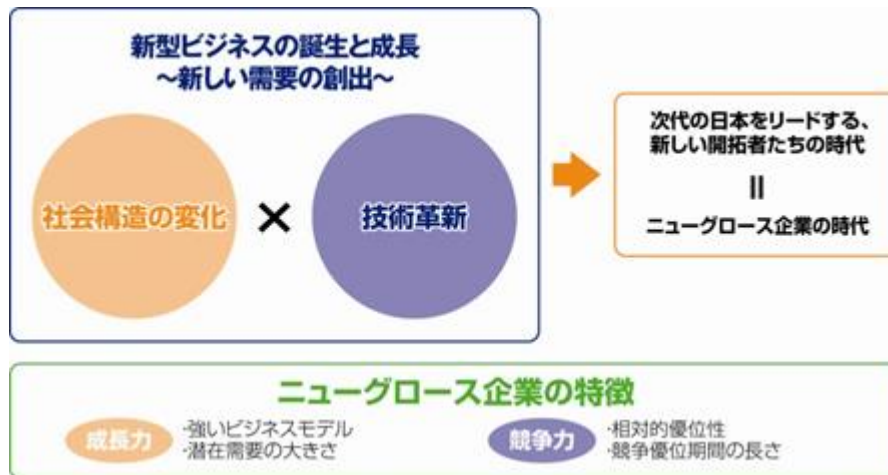 新型ビジネスの誕生と成長
～新しい需要の創出～
社会構造の変化
×
技術革新
次代の日本をリードする、
新しい開拓者たちの時代
＝
ニューグロース企業の時代
ニューグロース企業の特徴
成長力
・強いビジネスモデル
・潜在需要の大きさ
競争力
・相対的優位性
・競争優位期間の長さ